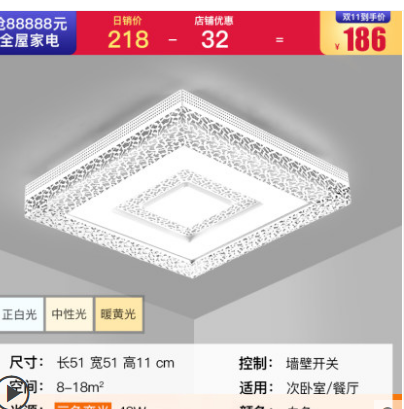 抢88888元
全屋家电
日销价
218
-
店铺优惠
32
=
双11到手价
¥186
正白光 中性光 暖黄光
尺寸： 长51 宽51 高11 cm
控制： 墙壁开关
空间： 8-18m²
适用： 次卧室/餐厅